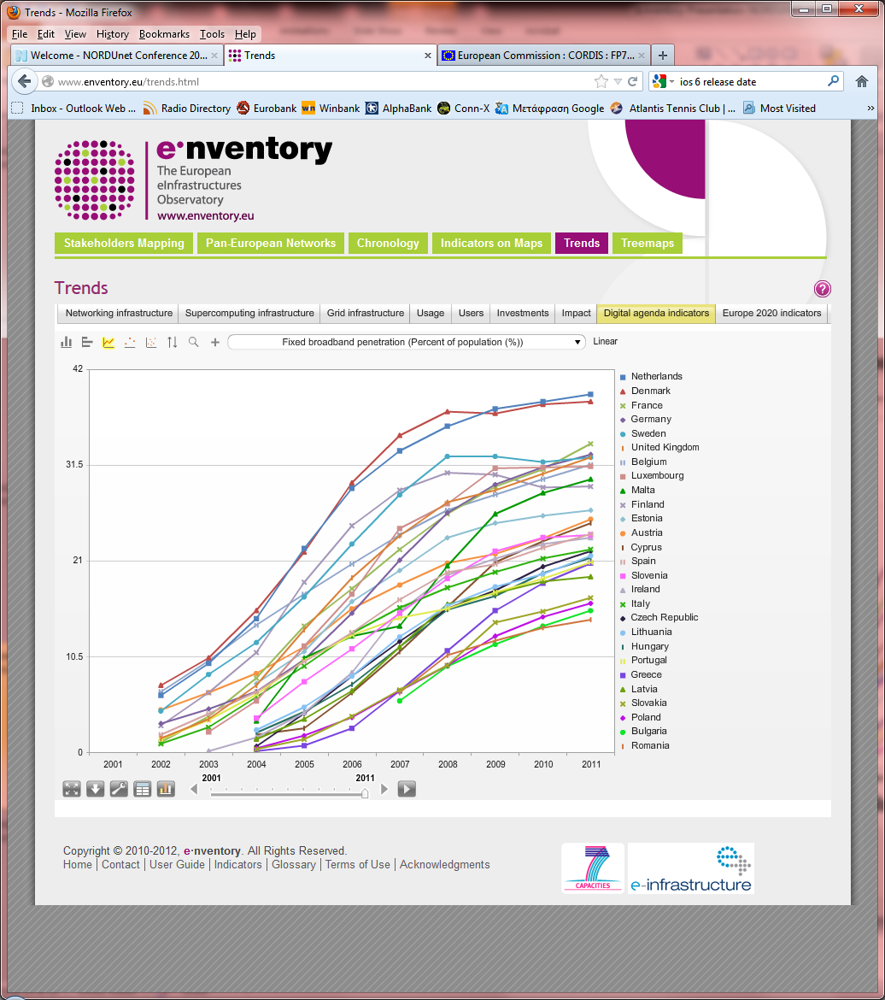 Trends - Mozilla Firefox
File Edit View History Bookmarks Tools Help
Welcome - NORDUnet Conference 20...
Trends
European Commission : CORDIS : FP7...
www.enventory.eu/trends.html
ios 6 release date
Inbox - Outlook Web ... Radio Directory Eurobank Winbank AlphaBank Conn-X Μετάφραση Google Atlantis Tennis Club | ... Most Visited »
e·nventory
The European
eInfrastructures
Observatory
www.enventory.eu
Stakeholders Mapping Pan-European Networks Chronology Indicators on Maps Trends Treemaps
Trends
?
Networking infrastructure Supercomputing infrastructure Grid infrastructure Usage Users Investments Impact Digital agenda indicators Europe 2020 indicators
Fixed broadband penetration (Percent of population (%)) Linear
42
31.5
21
10.5
0
2001 2002 2003 2004 2005 2006 2007 2008 2009 2010 2011
Netherlands
Denmark
France
Germany
Sweden
United Kingdom
Belgium
Luxembourg
Malta
Finland
Estonia
Austria
Cyprus
Spain
Slovenia
Ireland
Italy
Czech Republic
Lithuania
Hungary
Portugal
Greece
Latvia
Slovakia
Poland
Bulgaria
Romania
2001 2011
Copyright © 2010-2012, e·nventory. All Rights Reserved.
Home | Contact | User Guide | Indicators | Glossary | Terms of Use | Acknowledgments
CAPACITIES
e-infrastructure